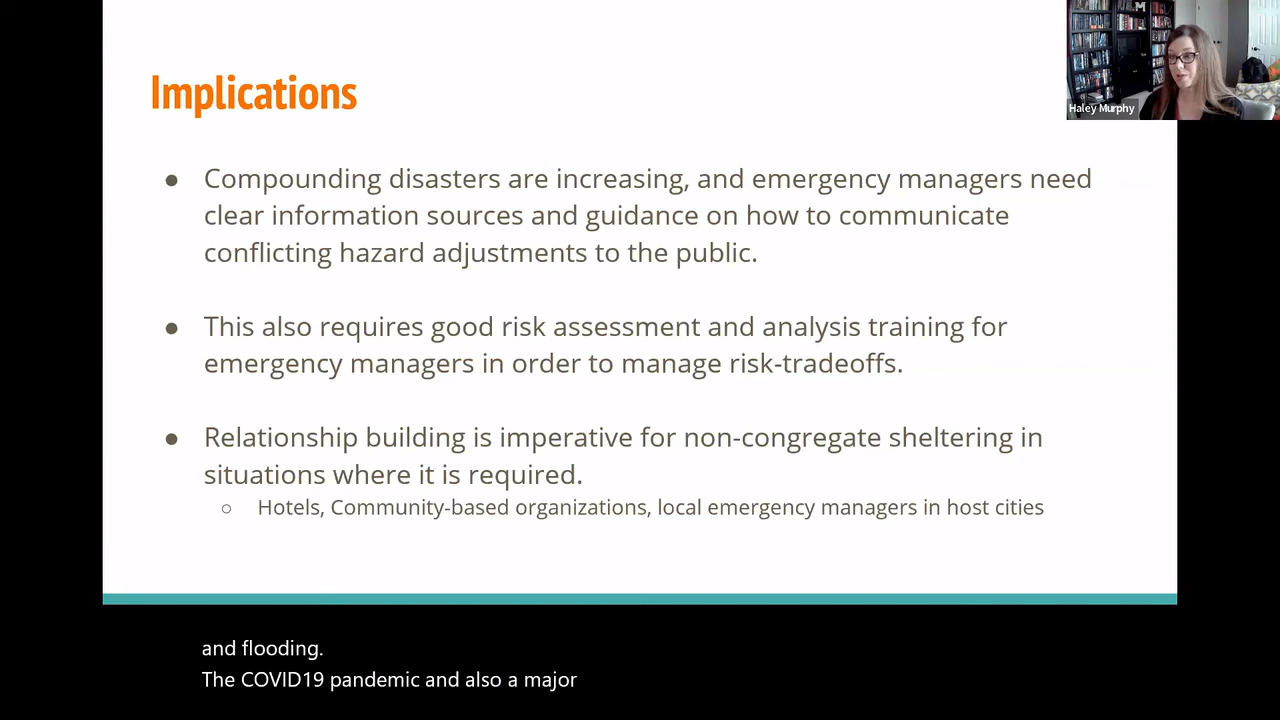 Implications
● Compounding disasters are increasing, and emergency managers need
clear information sources and guidance on how to communicate
conflicting hazard adjustments to the public.
● This also requires good risk assessment and analysis training for
emergency managers in order to manage risk-tradeoffs.
● Relationship building is imperative for non-congregate sheltering in
situations where it is required.
○ Hotels, Community-based organizations, local emergency managers in host cities
M
Haley Murphy
and flooding.
The COVID19 pandemic and also a major